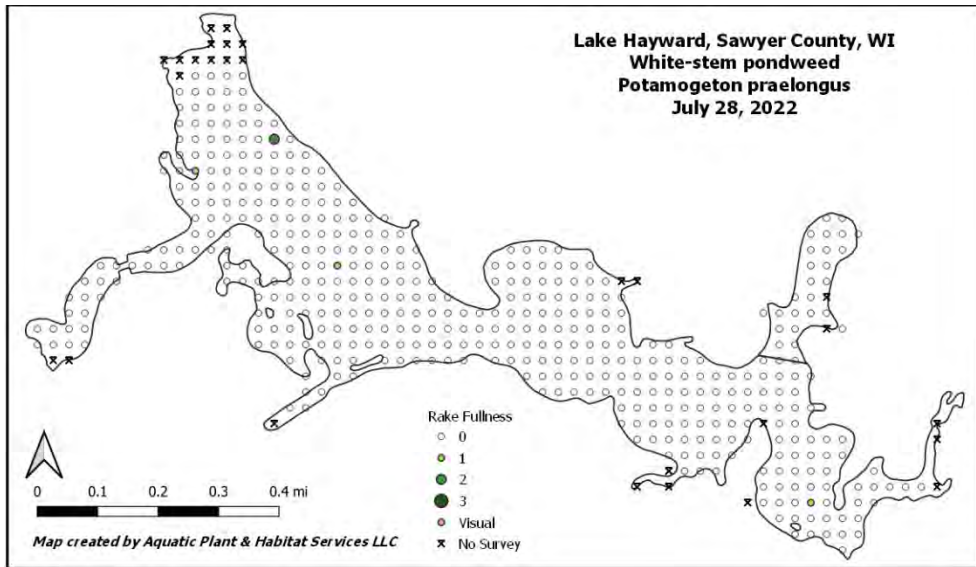 Lake Hayward, Sawyer County, WI
White-stem pondweed
Potamogeton praelongus
July 28, 2022
Rake Fullness
0
1
2
3
Visual
No Survey
0 0.1 0.2 0.3 0.4 mi
Map created by Aquatic Plant & Habitat Services LLC